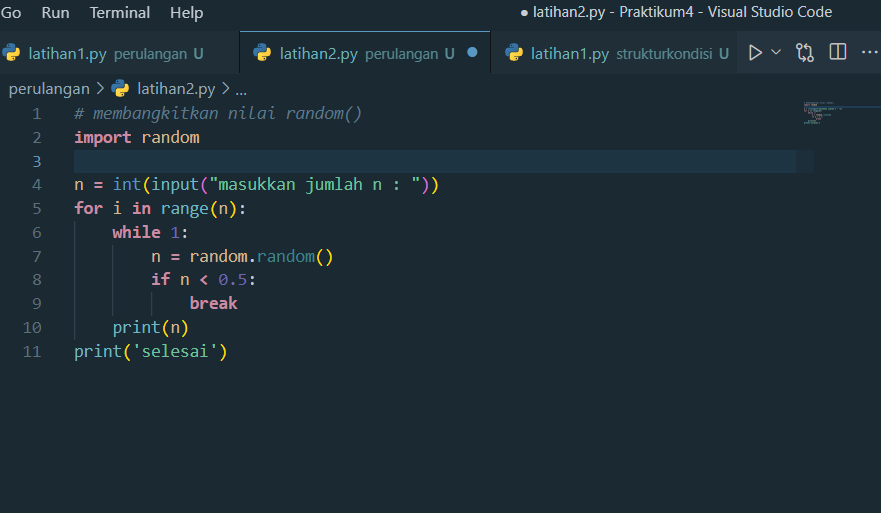 Go Run Terminal Help ● latihan2.py - Praktikum4 - Visual Studio Code
latihan1.py perulangan U latihan2.py perulangan U ● latihan1.py strukturkondisi U
perulangan > latihan2.py > ...
1 # membangkitkan nilai random()
2 import random
3
4 n = int(input("masukkan jumlah n : "))
5 for i in range(n):
6     while 1:
7         n = random.random()
8         if n < 0.5:
9             break
10     print(n)
11 print('selesai')